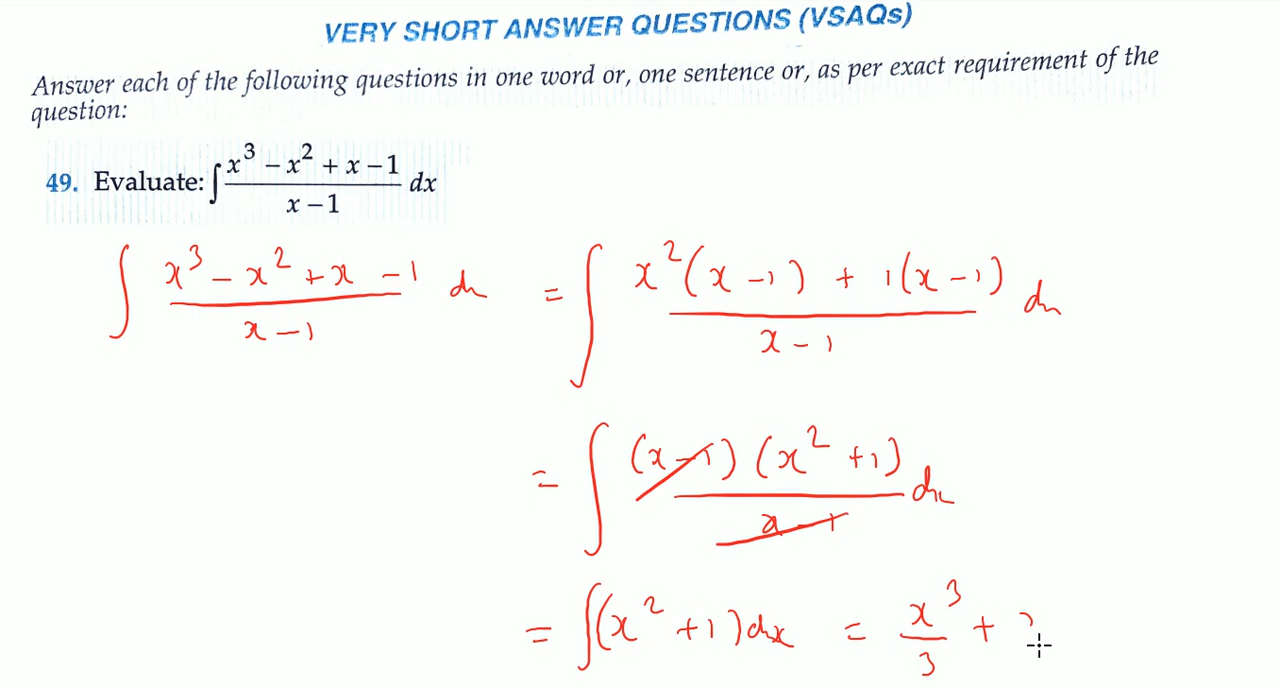 VERY SHORT ANSWER QUESTIONS (VSAQs)
Answer each of the following questions in one word or, one sentence or, as per exact requirement of the
question:
49. Evaluate: ∫ (x³ − x² + x − 1)/(x − 1) dx
∫ (x³ − x² + x − 1)/(x − 1) dx = ∫ (x²(x − 1) + 1(x − 1))/(x − 1) dx
= ∫ ((x − 1)(x² + 1))/(x − 1) dx
= ∫(x² + 1)dx = x³/3 +